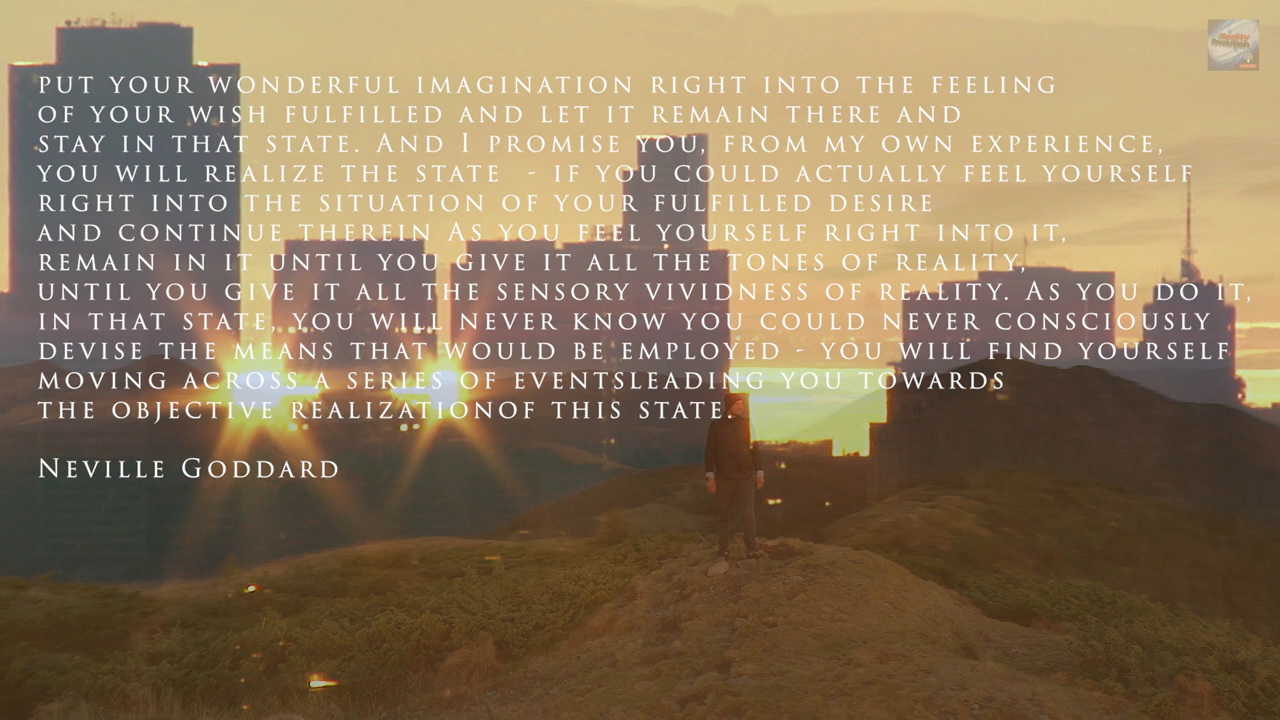 put your wonderful imagination right into the feeling
of your wish fulfilled and let it remain there and
stay in that state. And I promise you, from my own experience,
you will realize the state - if you could actually feel yourself
right into the situation of your fulfilled desire
and continue therein As you feel yourself right into it,
remain in it until you give it all the tones of reality,
until you give it all the sensory vividness of reality. As you do it,
in that state, you will never know you could never consciously
devise the means that would be employed - you will find yourself
moving across a series of eventsleading you towards
the objective realizationof this state.
Neville Goddard
Reality
Revolution